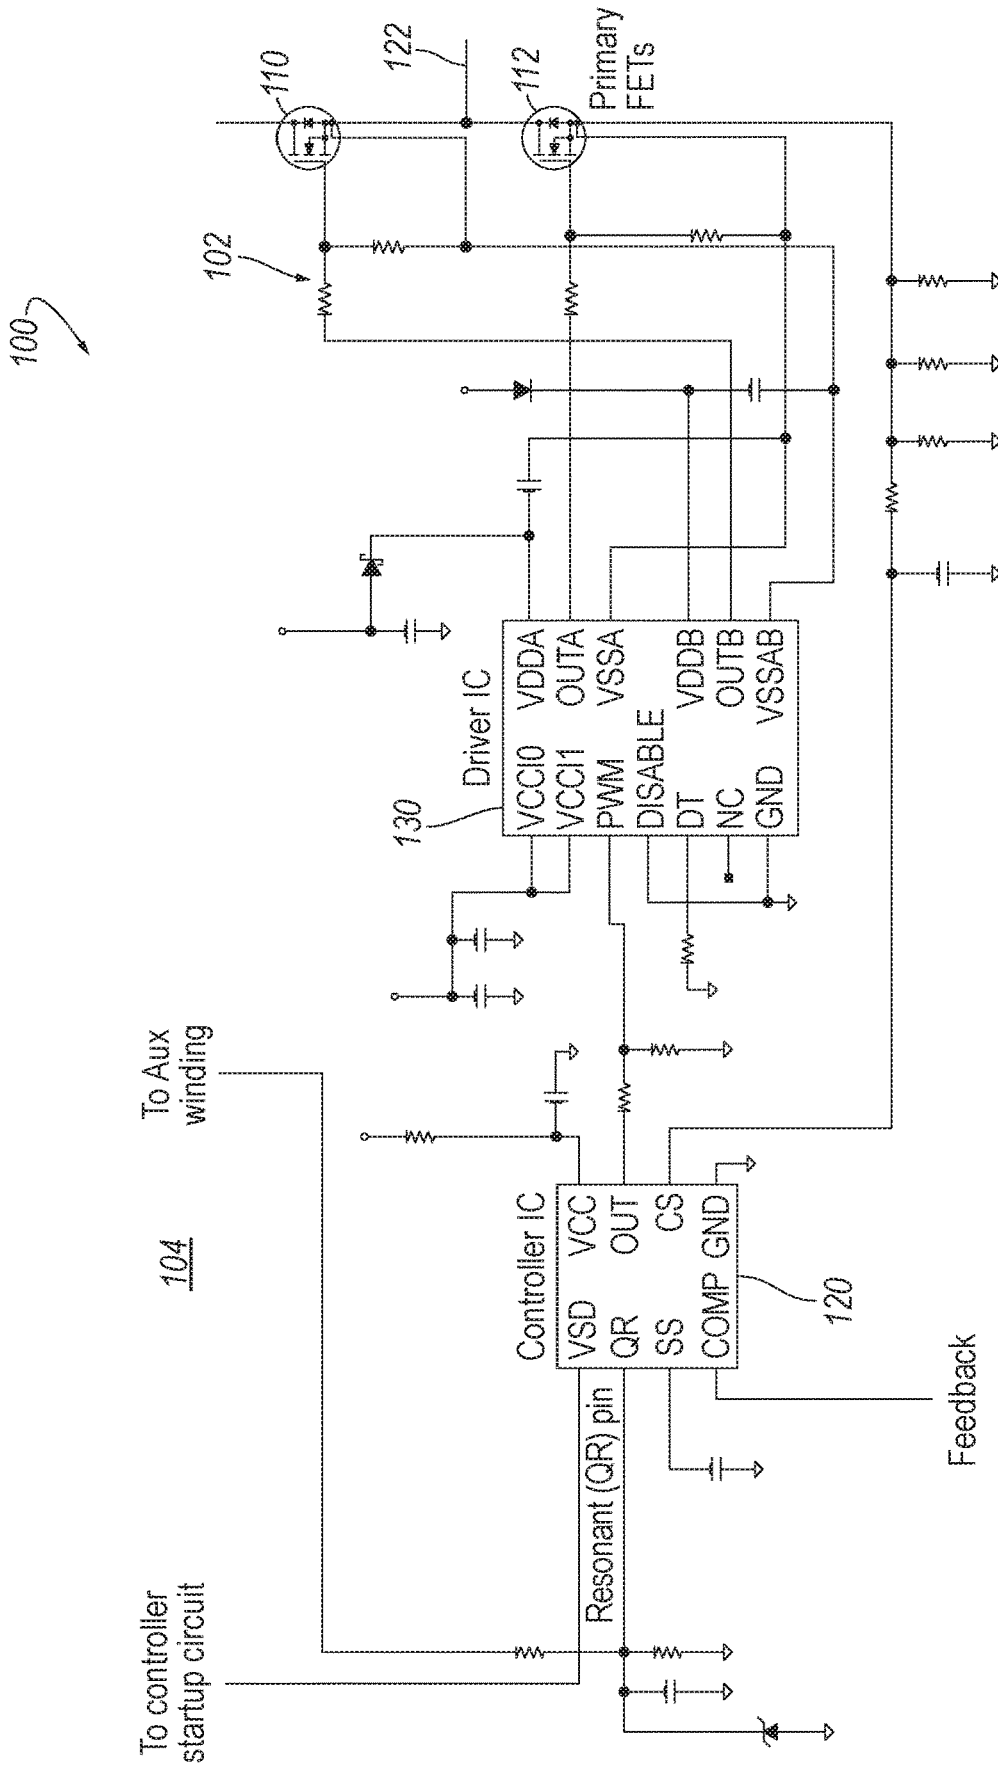 100
104
To controller
startup circuit
To Aux
winding
102
110
122
112
Primary
FETs
Resonant (QR) pin
Controller IC
VSD
VCC
QR
OUT
SS
CS
COMP
GND
120
Feedback
130
Driver IC
VCCI0
VDDA
VCCI1
OUTA
PWM
VSSA
DISABLE
DT
VDDB
NC
OUTB
GND
VSSAB